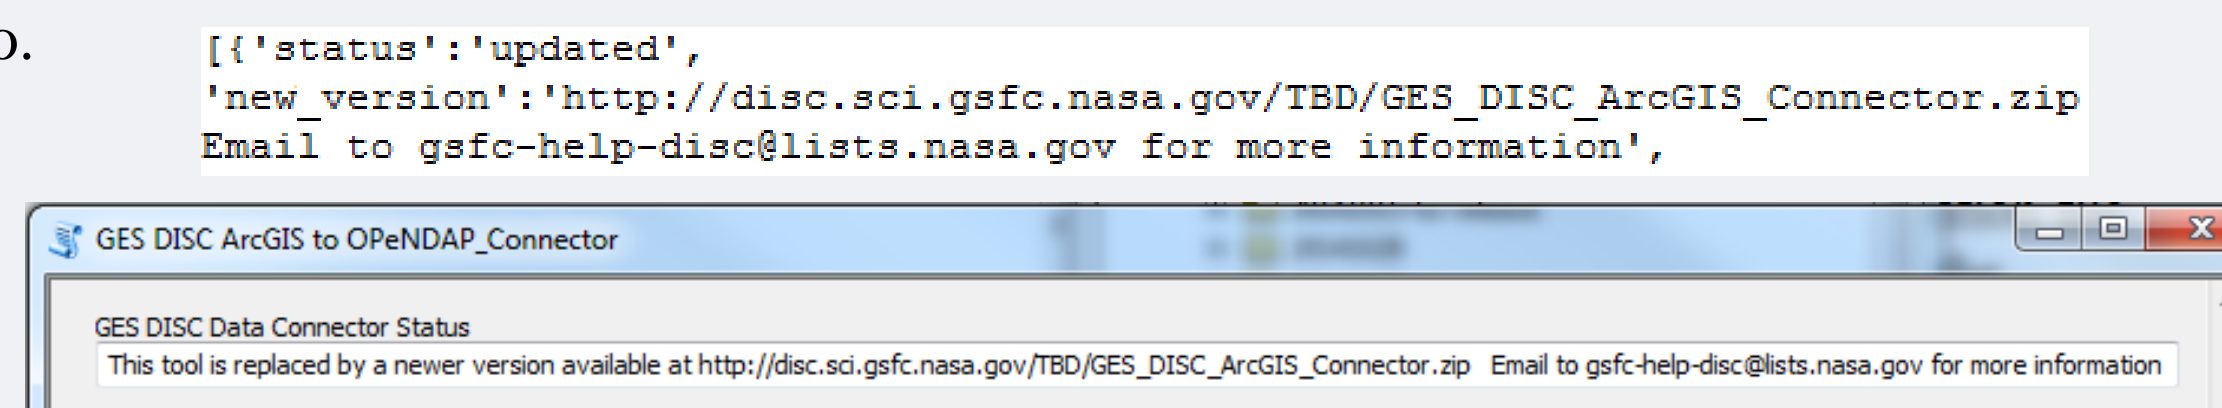 [{'status':'updated',
'new_version':'http://disc.sci.gsfc.nasa.gov/TBD/GES_DISC_ArcGIS_Connector.zip
Email to gsfc-help-disc@lists.nasa.gov for more information',
GES DISC ArcGIS to OPeNDAP_Connector
GES DISC Data Connector Status
This tool is replaced by a newer version available at http://disc.sci.gsfc.nasa.gov/TBD/GES_DISC_ArcGIS_Connector.zip   Email to gsfc-help-disc@lists.nasa.gov for more information